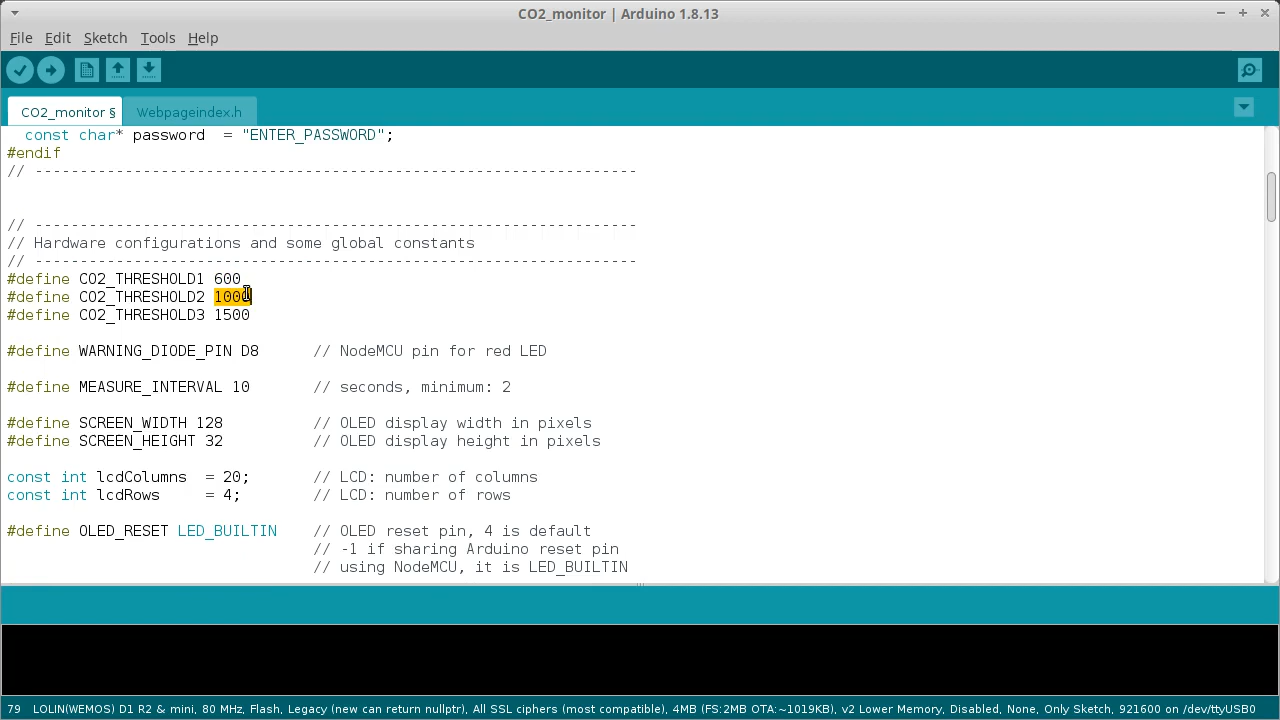 CO2_monitor | Arduino 1.8.13
File Edit Sketch Tools Help
CO2_monitor § Webpageindex.h
const char* password  = "ENTER_PASSWORD";
#endif
// -------------------------------------------------------------------
// -------------------------------------------------------------------
// Hardware configurations and some global constants
// -------------------------------------------------------------------
#define CO2_THRESHOLD1 600
#define CO2_THRESHOLD2 1000
#define CO2_THRESHOLD3 1500
#define WARNING_DIODE_PIN D8      // NodeMCU pin for red LED
#define MEASURE_INTERVAL 10       // seconds, minimum: 2
#define SCREEN_WIDTH 128          // OLED display width in pixels
#define SCREEN_HEIGHT 32          // OLED display height in pixels
const int lcdColumns  = 20;       // LCD: number of columns
const int lcdRows     = 4;        // LCD: number of rows
#define OLED_RESET LED_BUILTIN    // OLED reset pin, 4 is default
// -1 if sharing Arduino reset pin
// using NodeMCU, it is LED_BUILTIN
79 LOLIN(WEMOS) D1 R2 & mini, 80 MHz, Flash, Legacy (new can return nullptr), All SSL ciphers (most compatible), 4MB (FS:2MB OTA:~1019KB), v2 Lower Memory, Disabled, None, Only Sketch, 921600 on /dev/ttyUSB0